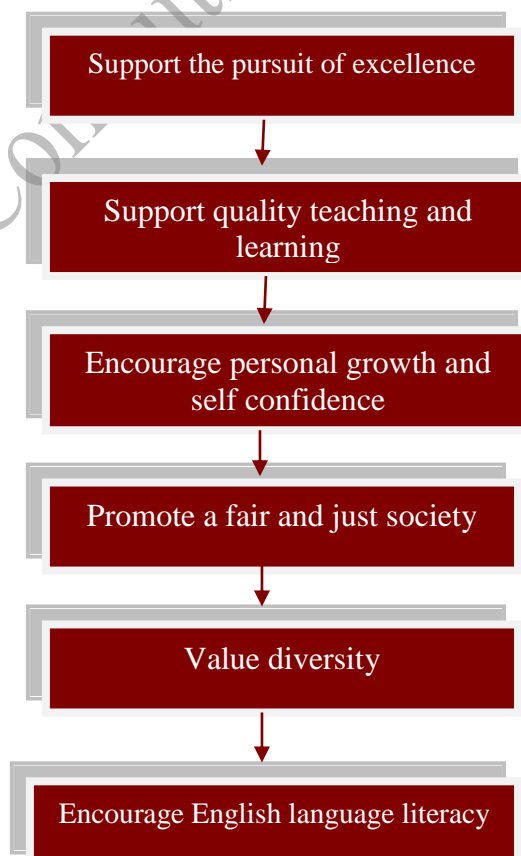 Support the pursuit of excellence
Support quality teaching and
learning
Encourage personal growth and
self confidence
Promote a fair and just society
Value diversity
Encourage English language literacy